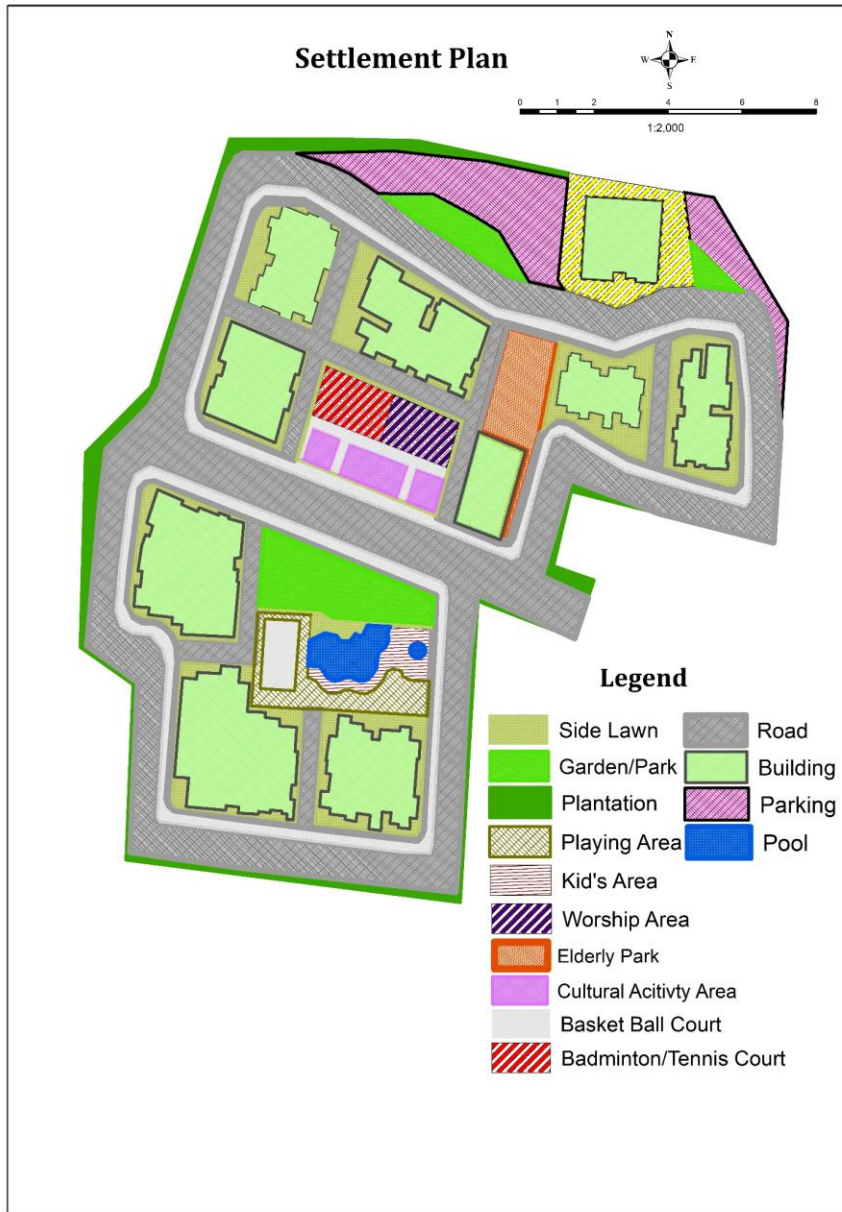 Settlement Plan
N
W E
S
0 1 2 4 6 8
1:2,000
Legend
Side Lawn
Garden/Park
Plantation
Playing Area
Kid's Area
Worship Area
Elderly Park
Cultural Acitivty Area
Basket Ball Court
Badminton/Tennis Court
Road
Building
Parking
Pool